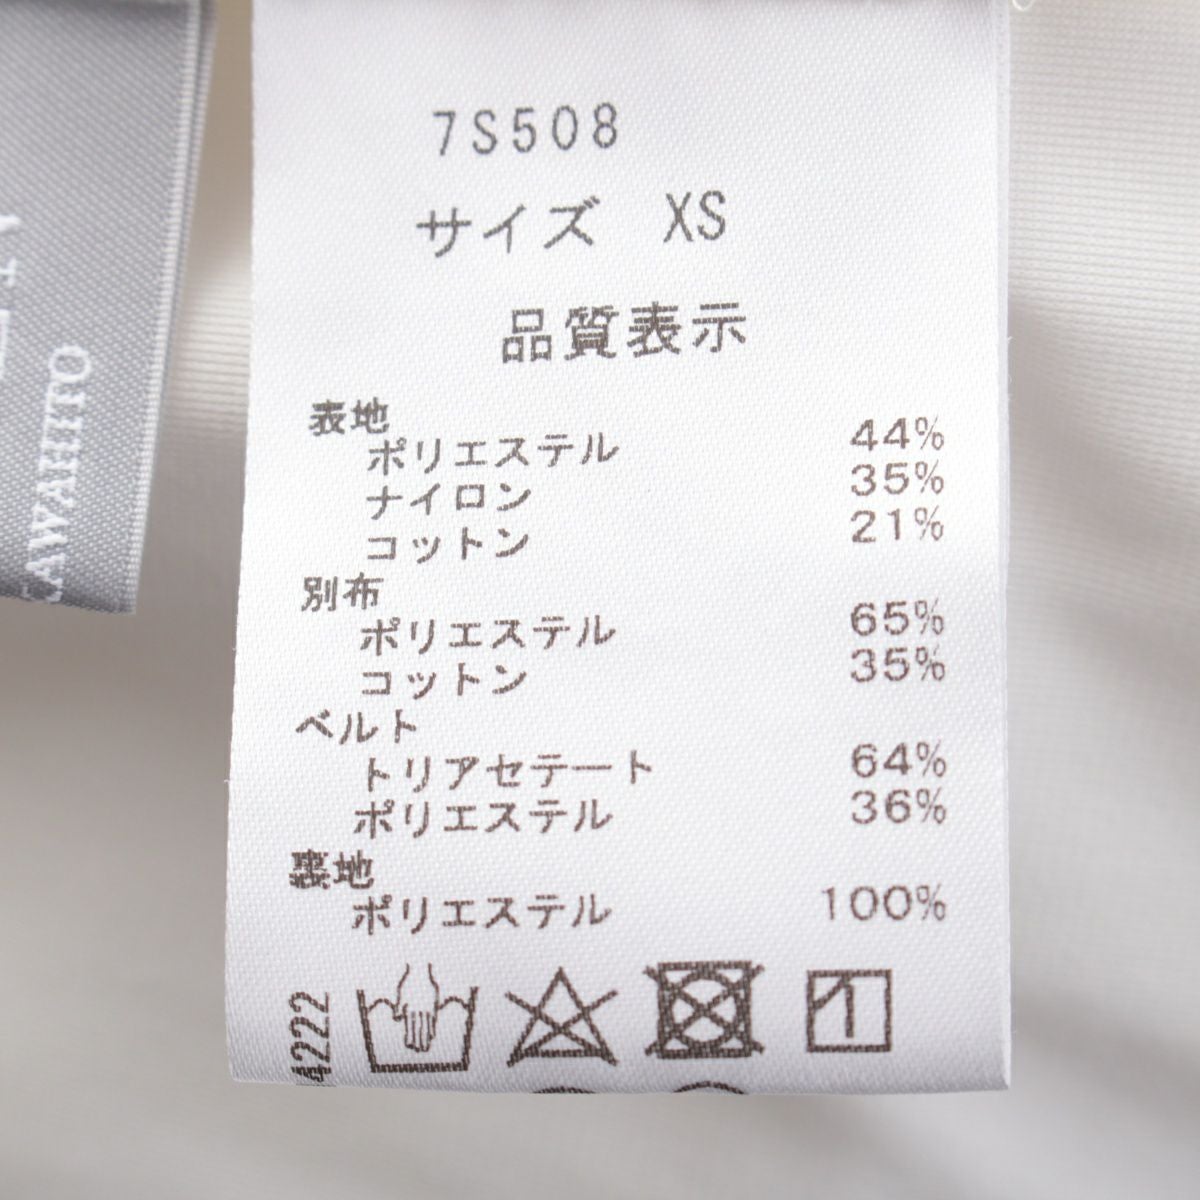 7S508
サイズ XS
品質表示
表地
ポリエステル 44%
ナイロン 35%
コットン 21%
別布
ポリエステル 65%
コットン 35%
ベルト
トリアセテート 64%
ポリエステル 36%
裏地
ポリエステル 100%
4222
KAWAHITO